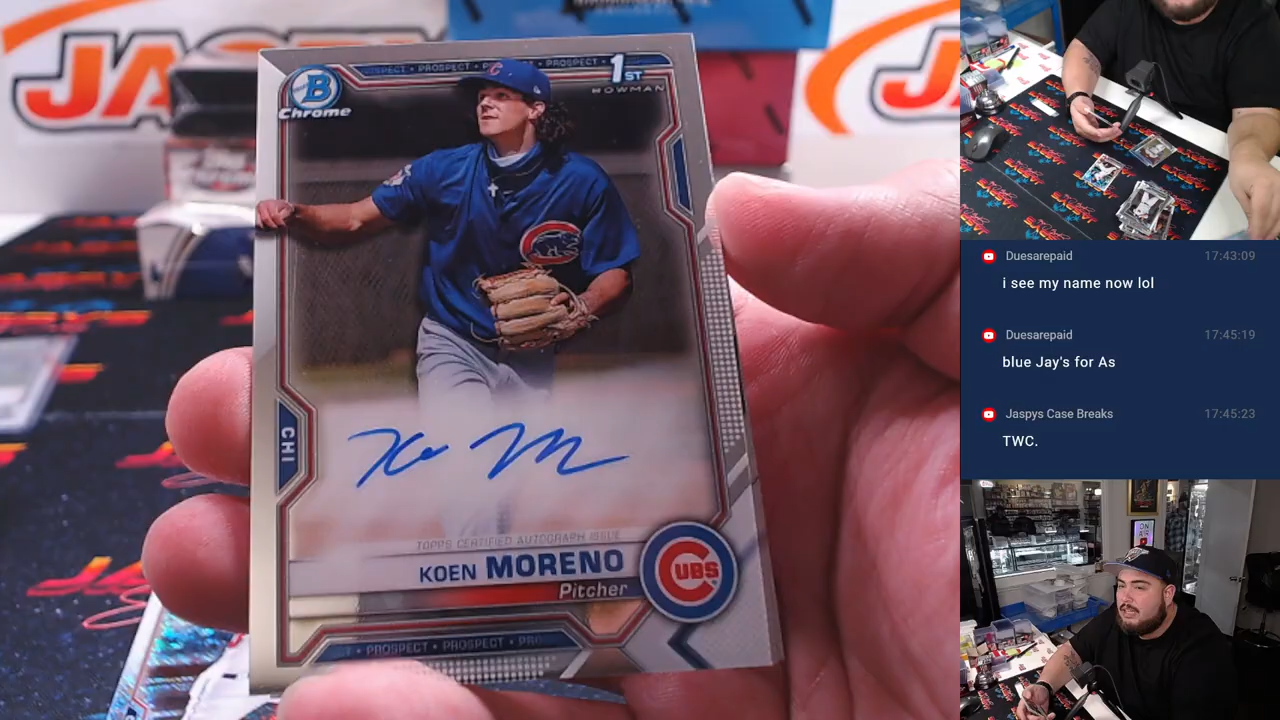 JA
JA
PROSPECT • PROSPECT •
1ST
BOWMAN
B
Chrome
CHI
TOPPS CERTIFIED AUTOGRAPH ISSUE
KOEN MORENO
Pitcher
CUBS
• PROSPECT • PROSPECT •
Duesarepaid 17:43:09
i see my name now lol
Duesarepaid 17:45:19
blue Jay's for As
Jaspys Case Breaks 17:45:23
TWC.